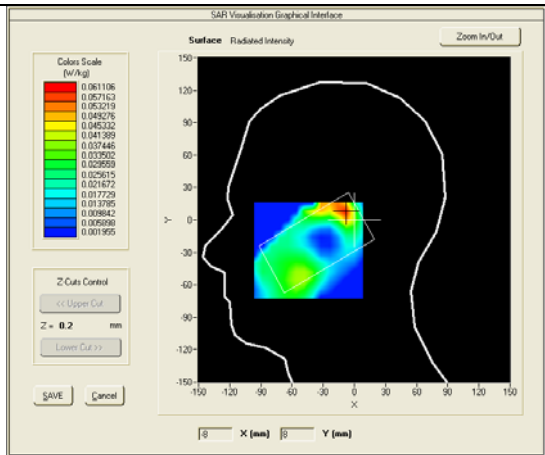 SAR Visualisation Graphical Interface
Surface Radiated Intensity
Zoom In/Out
Colors Scale
(W/kg)
0.061106
0.057163
0.053219
0.049276
0.045332
0.041389
0.037446
0.033502
0.029559
0.025615
0.021672
0.017729
0.013785
0.009842
0.005898
0.001955
Z Cuts Control
<< Upper Cut
Z = 0.2 mm
Lower Cut >>
SAVE Cancel
150-
120-
90-
60-
30-
0-
-30-
-60-
-90-
-120-
-150-
Y
-150 -120 -90 -60 -30 0 30 60 90 120 150
X
-8 X (mm) 8 Y (mm)